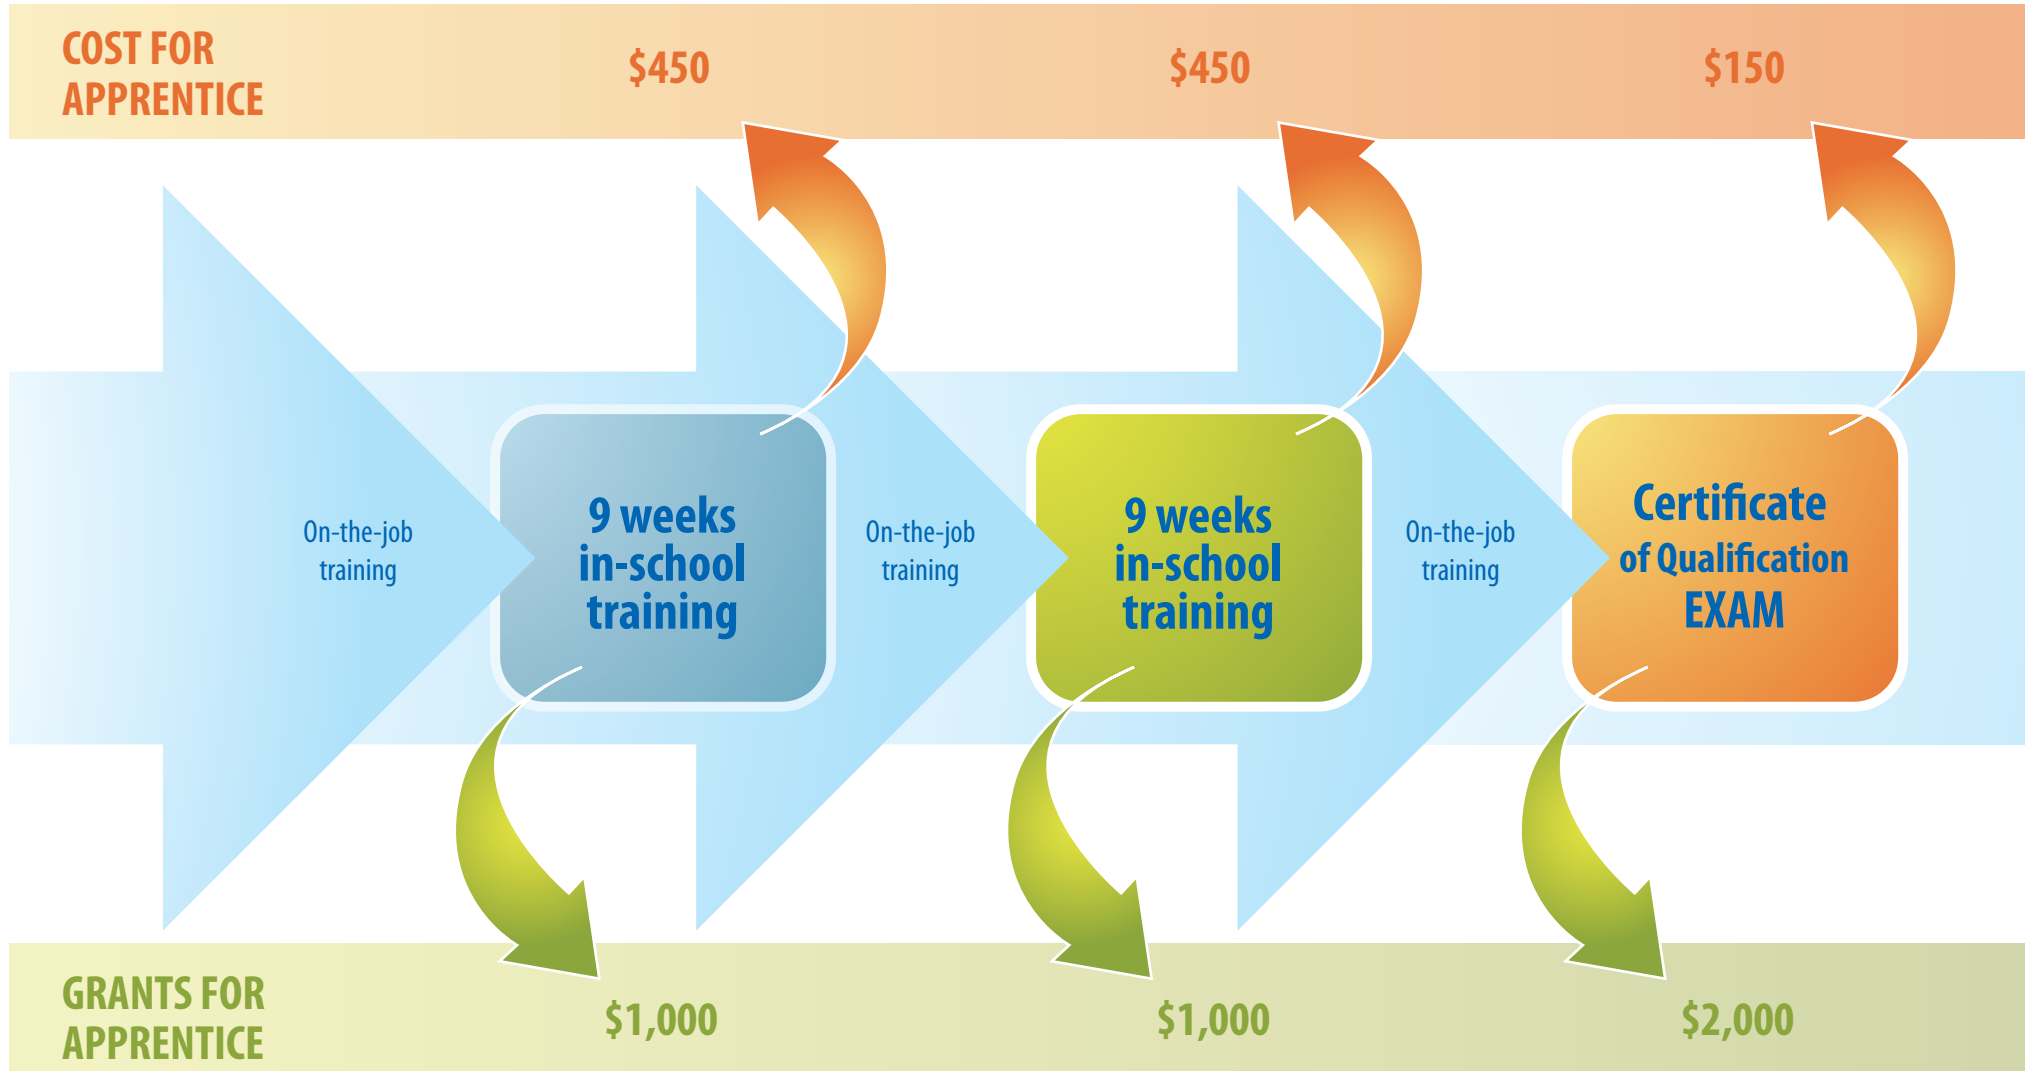 COST FOR
APPRENTICE
$450
$450
$150
On-the-job
training
9 weeks
in-school
training
On-the-job
training
9 weeks
in-school
training
On-the-job
training
Certificate
of Qualification
EXAM
GRANTS FOR
APPRENTICE
$1,000
$1,000
$2,000